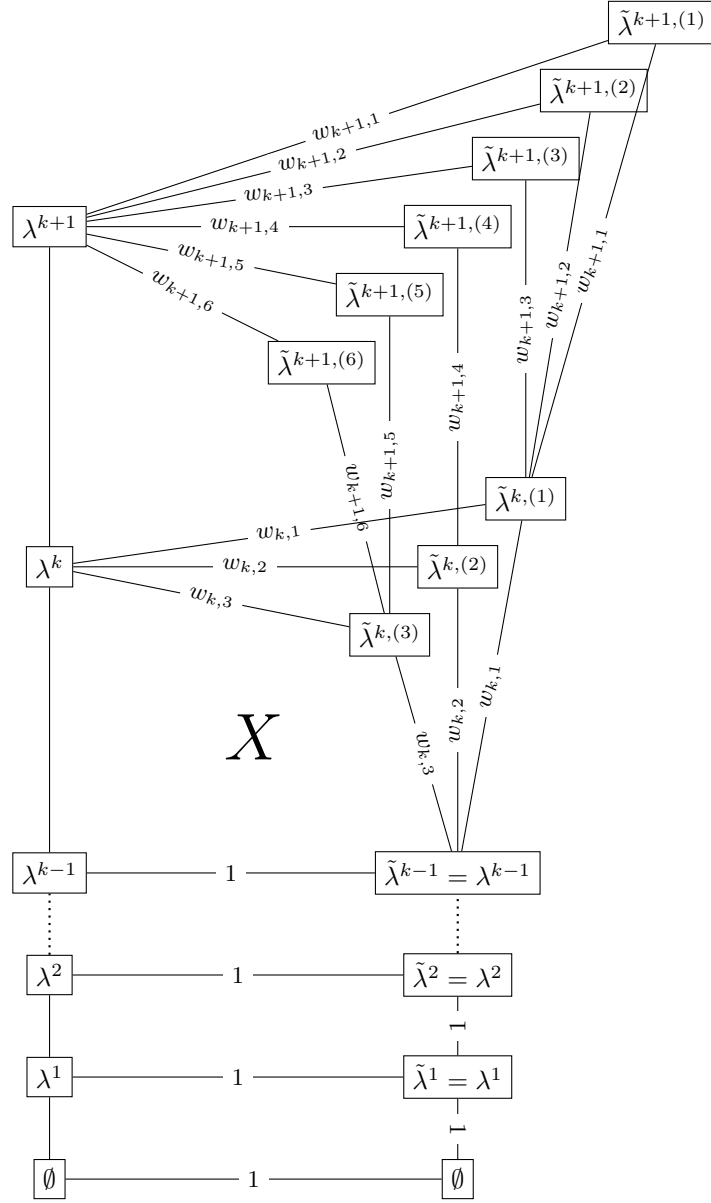 λ̃^{k+1,(1)}
λ̃^{k+1,(2)}
w_{k+1,1}
w_{k+1,2}
λ̃^{k+1,(3)}
w_{k+1,3}
λ^{k+1}
w_{k+1,4}
λ̃^{k+1,(4)}
w_{k+1,1}
w_{k+1,5}
w_{k+1,2}
λ̃^{k+1,(5)}
w_{k+1,6}
w_{k+1,3}
λ̃^{k+1,(6)}
w_{k+1,4}
w_{k+1,5}
w_{k+1,6}
λ̃^{k,(1)}
w_{k,1}
λ^k
w_{k,2}
λ̃^{k,(2)}
w_{k,3}
λ̃^{k,(3)}
w_{k,1}
w_{k,2}
X
w_{k,3}
λ^{k-1} 1 λ̃^{k-1} = λ^{k-1}
λ^2 1 λ̃^2 = λ^2
1
λ^1 1 λ̃^1 = λ^1
1
∅ 1 ∅